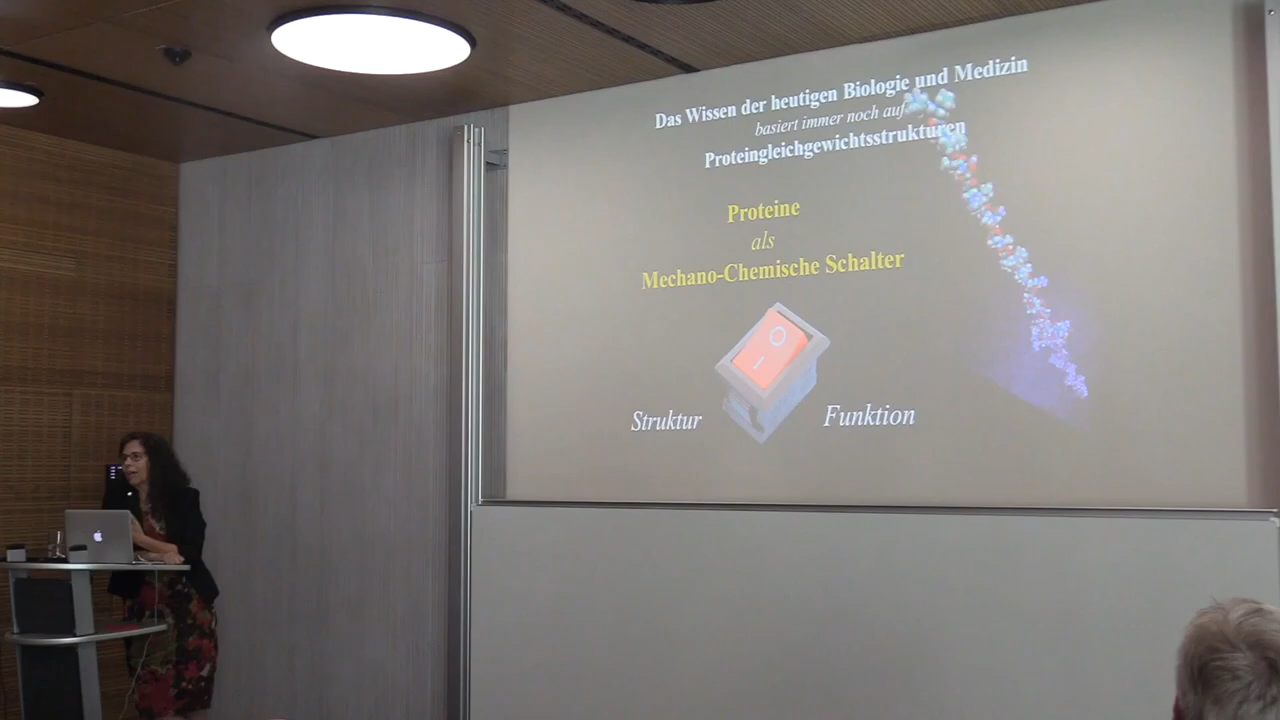 Das Wissen der heutigen Biologie und Medizin
basiert immer noch auf
Proteingleichgewichtsstrukturen
Proteine
als
Mechano-Chemische Schalter
Struktur
Funktion